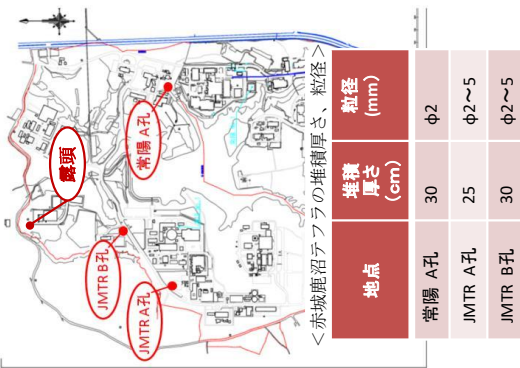 露頭
常陽 A孔
JMTR B孔
JMTR A孔
＜赤城鹿沼テフラの堆積厚さ、粒径＞
地点 堆積厚さ(cm) 粒径(mm)
常陽 A孔 30 φ2
JMTR A孔 25 φ2～5
JMTR B孔 30 φ2～5